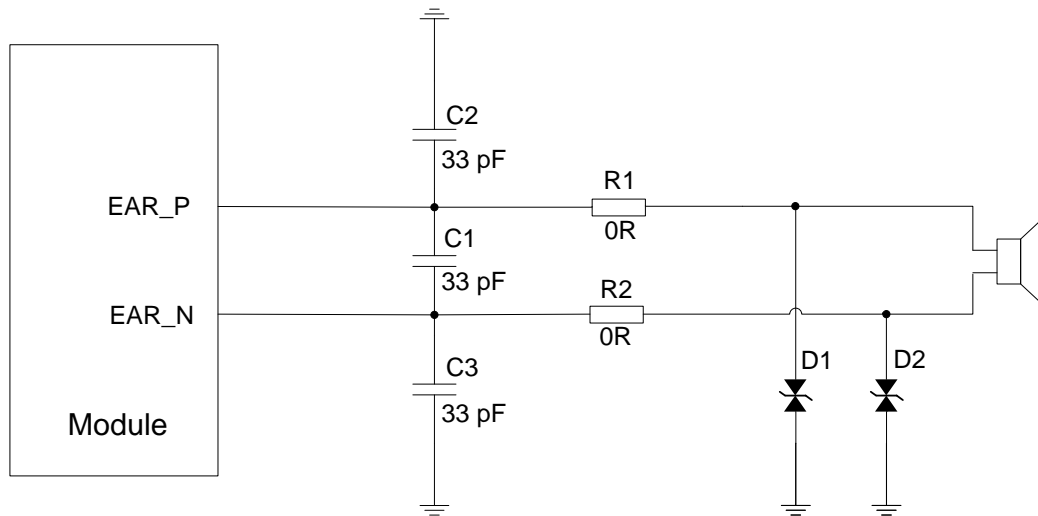 C2
33 pF
R1
EAR_P
0R
C1
33 pF
R2
EAR_N
0R
D1
D2
C3
33 pF
Module